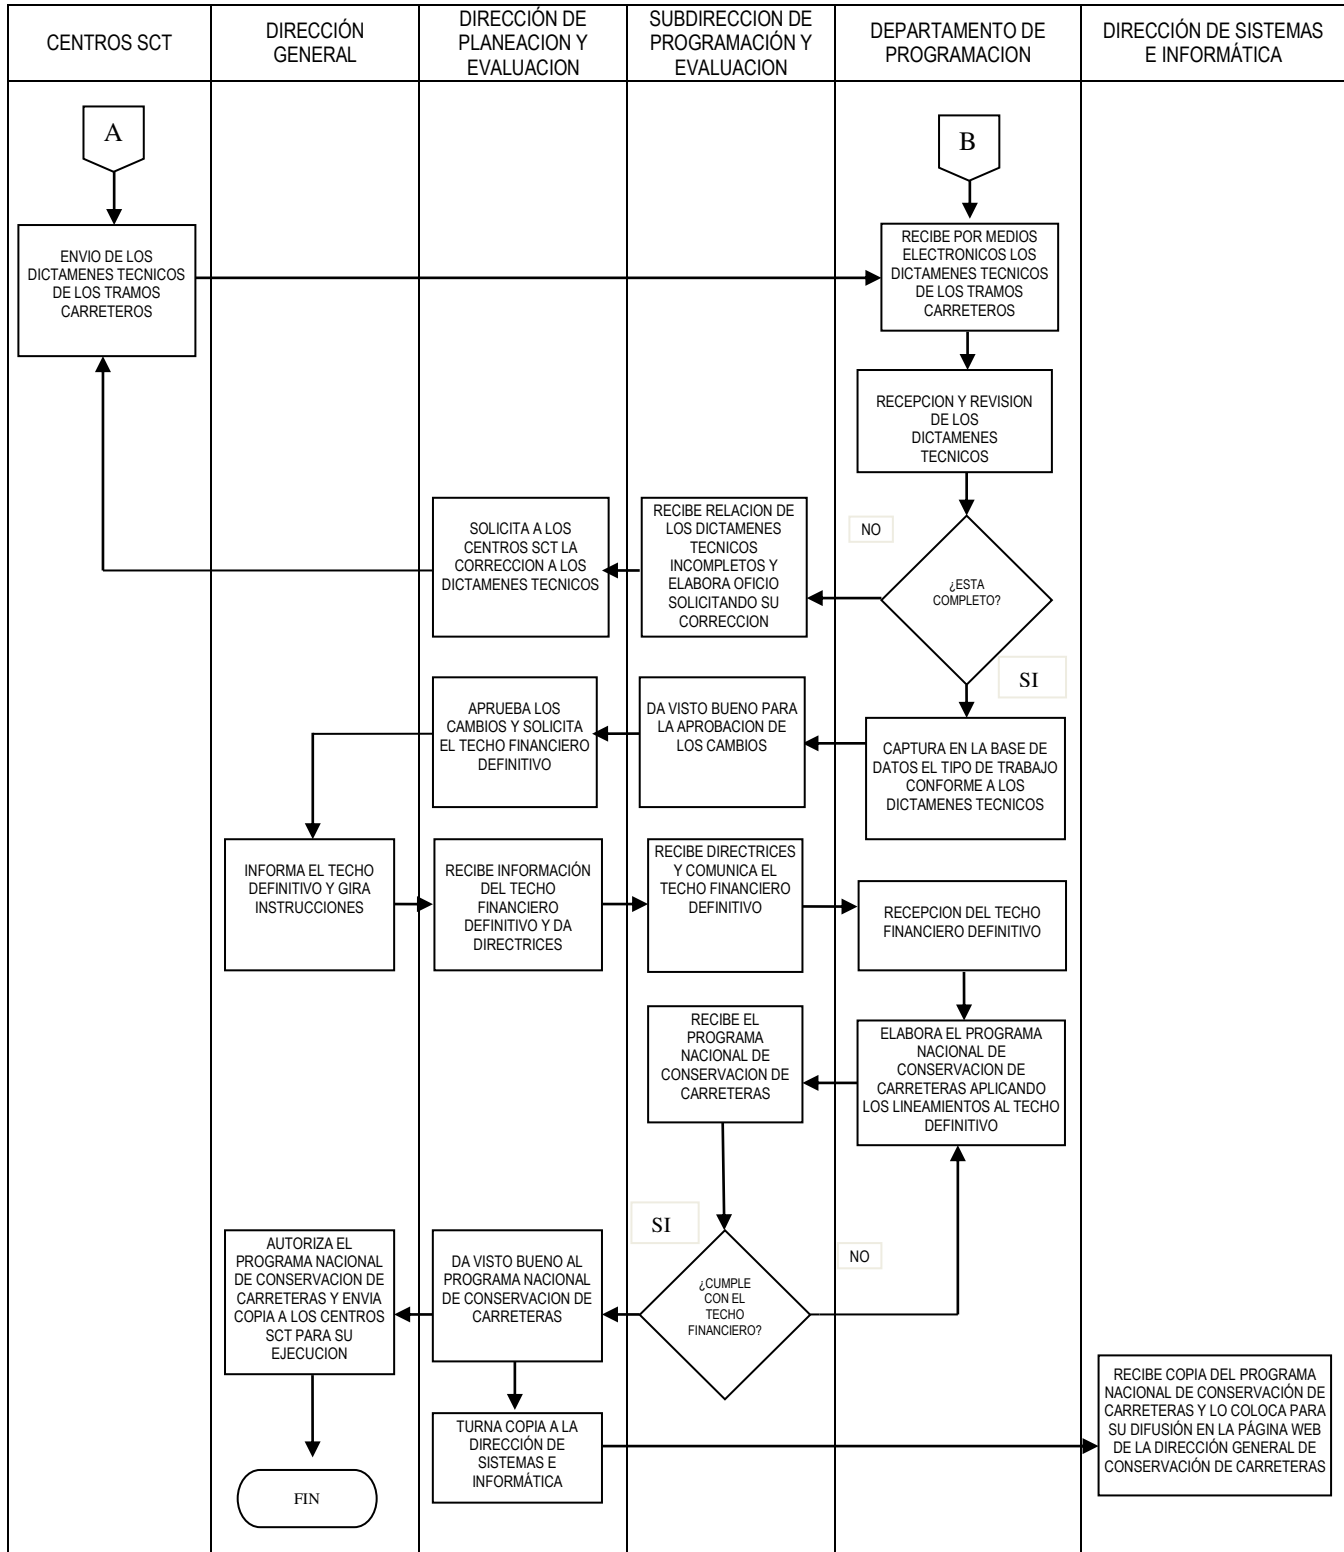 CENTROS SCT
DIRECCIÓN
GENERAL
DIRECCIÓN DE
PLANEACION Y
EVALUACION
SUBDIRECCION DE
PROGRAMACIÓN Y
EVALUACION
DEPARTAMENTO DE
PROGRAMACION
DIRECCIÓN DE SISTEMAS
E INFORMÁTICA
A
B
ENVIO DE LOS
DICTAMENES TECNICOS
DE LOS TRAMOS
CARRETEROS
RECIBE POR MEDIOS
ELECTRONICOS LOS
DICTAMENES TECNICOS
DE LOS TRAMOS
CARRETEROS
RECEPCION Y REVISION
DE LOS
DICTAMENES
TECNICOS
SOLICITA A LOS
CENTROS SCT LA
CORRECCION A LOS
DICTAMENES TECNICOS
RECIBE RELACION DE
LOS DICTAMENES
TECNICOS
INCOMPLETOS Y
ELABORA OFICIO
SOLICITANDO SU
CORRECCION
NO
¿ESTA
COMPLETO?
SI
APRUEBA LOS
CAMBIOS Y SOLICITA
EL TECHO FINANCIERO
DEFINITIVO
DA VISTO BUENO PARA
LA APROBACION DE
LOS CAMBIOS
CAPTURA EN LA BASE DE
DATOS EL TIPO DE TRABAJO
CONFORME A LOS
DICTAMENES TECNICOS
INFORMA EL TECHO
DEFINITIVO Y GIRA
INSTRUCCIONES
RECIBE INFORMACIÓN
DEL TECHO
FINANCIERO
DEFINITIVO Y DA
DIRECTRICES
RECIBE DIRECTRICES
Y COMUNICA EL
TECHO FINANCIERO
DEFINITIVO
RECEPCION DEL TECHO
FINANCIERO DEFINITIVO
RECIBE EL
PROGRAMA
NACIONAL DE
CONSERVACION DE
CARRETERAS
ELABORA EL PROGRAMA
NACIONAL DE
CONSERVACION DE
CARRETERAS APLICANDO
LOS LINEAMIENTOS AL TECHO
DEFINITIVO
AUTORIZA EL
PROGRAMA NACIONAL
DE CONSERVACION DE
CARRETERAS Y ENVIA
COPIA A LOS CENTROS
SCT PARA SU
EJECUCION
DA VISTO BUENO AL
PROGRAMA NACIONAL
DE CONSERVACION DE
CARRETERAS
SI
¿CUMPLE
CON EL
TECHO
FINANCIERO?
NO
TURNA COPIA A LA
DIRECCIÓN DE
SISTEMAS E
INFORMÁTICA
RECIBE COPIA DEL PROGRAMA
NACIONAL DE CONSERVACIÓN DE
CARRETERAS Y LO COLOCA PARA
SU DIFUSIÓN EN LA PÁGINA WEB
DE LA DIRECCIÓN GENERAL DE
CONSERVACIÓN DE CARRETERAS
FIN